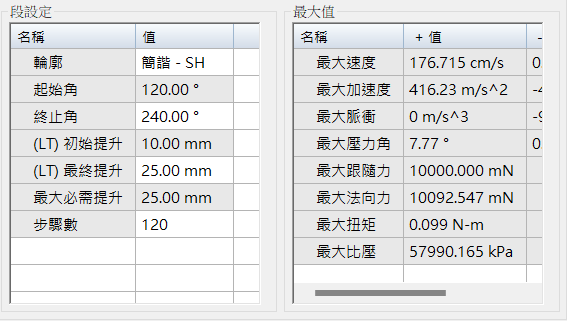 段設定
名稱 值
輪廓 簡諧 - SH
起始角 120.00 °
終止角 240.00 °
(LT) 初始提升 10.00 mm
(LT) 最終提升 25.00 mm
最大必需提升 25.00 mm
步驟數 120
最大值
名稱 + 值 -
最大速度 176.715 cm/s 0
最大加速度 416.23 m/s^2 -4
最大脈衝 0 m/s^3 -9
最大壓力角 7.77 ° 0
最大跟隨力 10000.000 mN
最大法向力 10092.547 mN
最大扭矩 0.099 N-m
最大比壓 57990.165 kPa